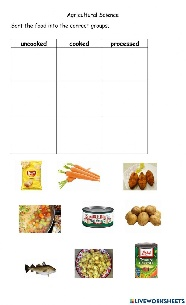 Agricultural Science
Sort the food into the correct groups.
uncooked cooked processed
LIVEWORKSHEETS